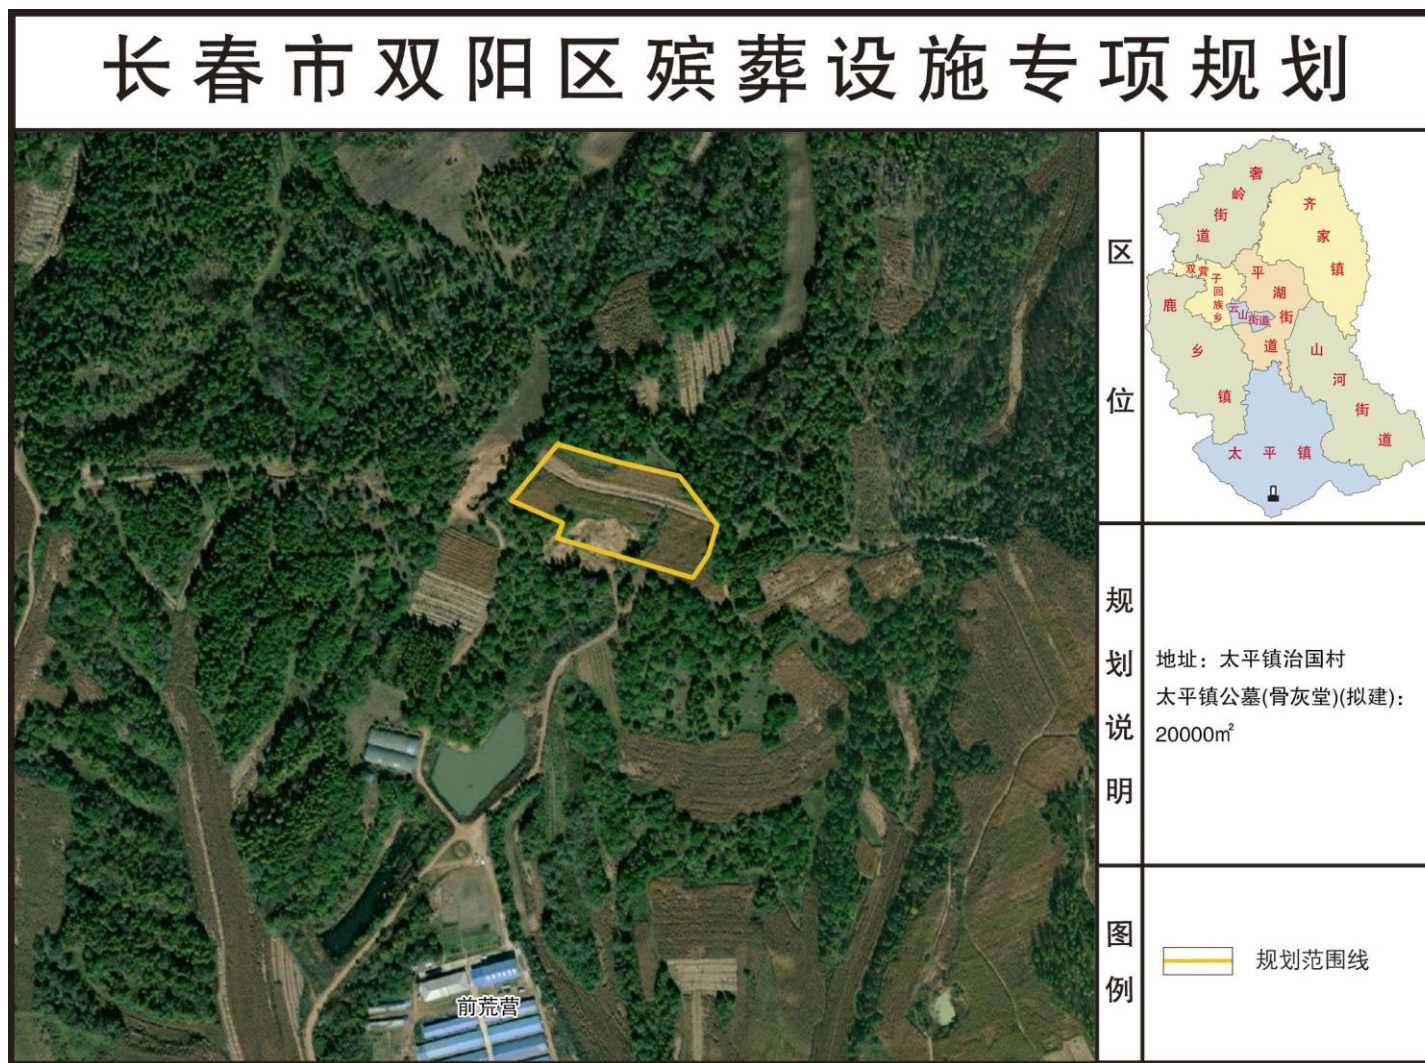 长春市双阳区殡葬设施专项规划
前荒营
区位
奢岭街道
齐家镇
双营子回族乡
平湖街道
云山街道
鹿乡镇
山河街道
太平镇
规划说明
地址：太平镇治国村
太平镇公墓(骨灰堂)(拟建)：
20000㎡
图例
规划范围线